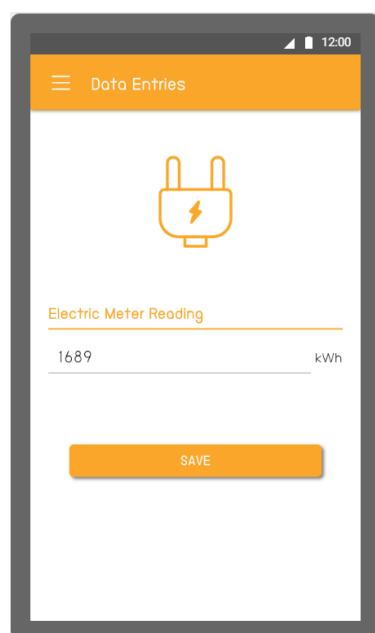 12:00
Data Entries
Electric Meter Reading
1689 kWh
SAVE